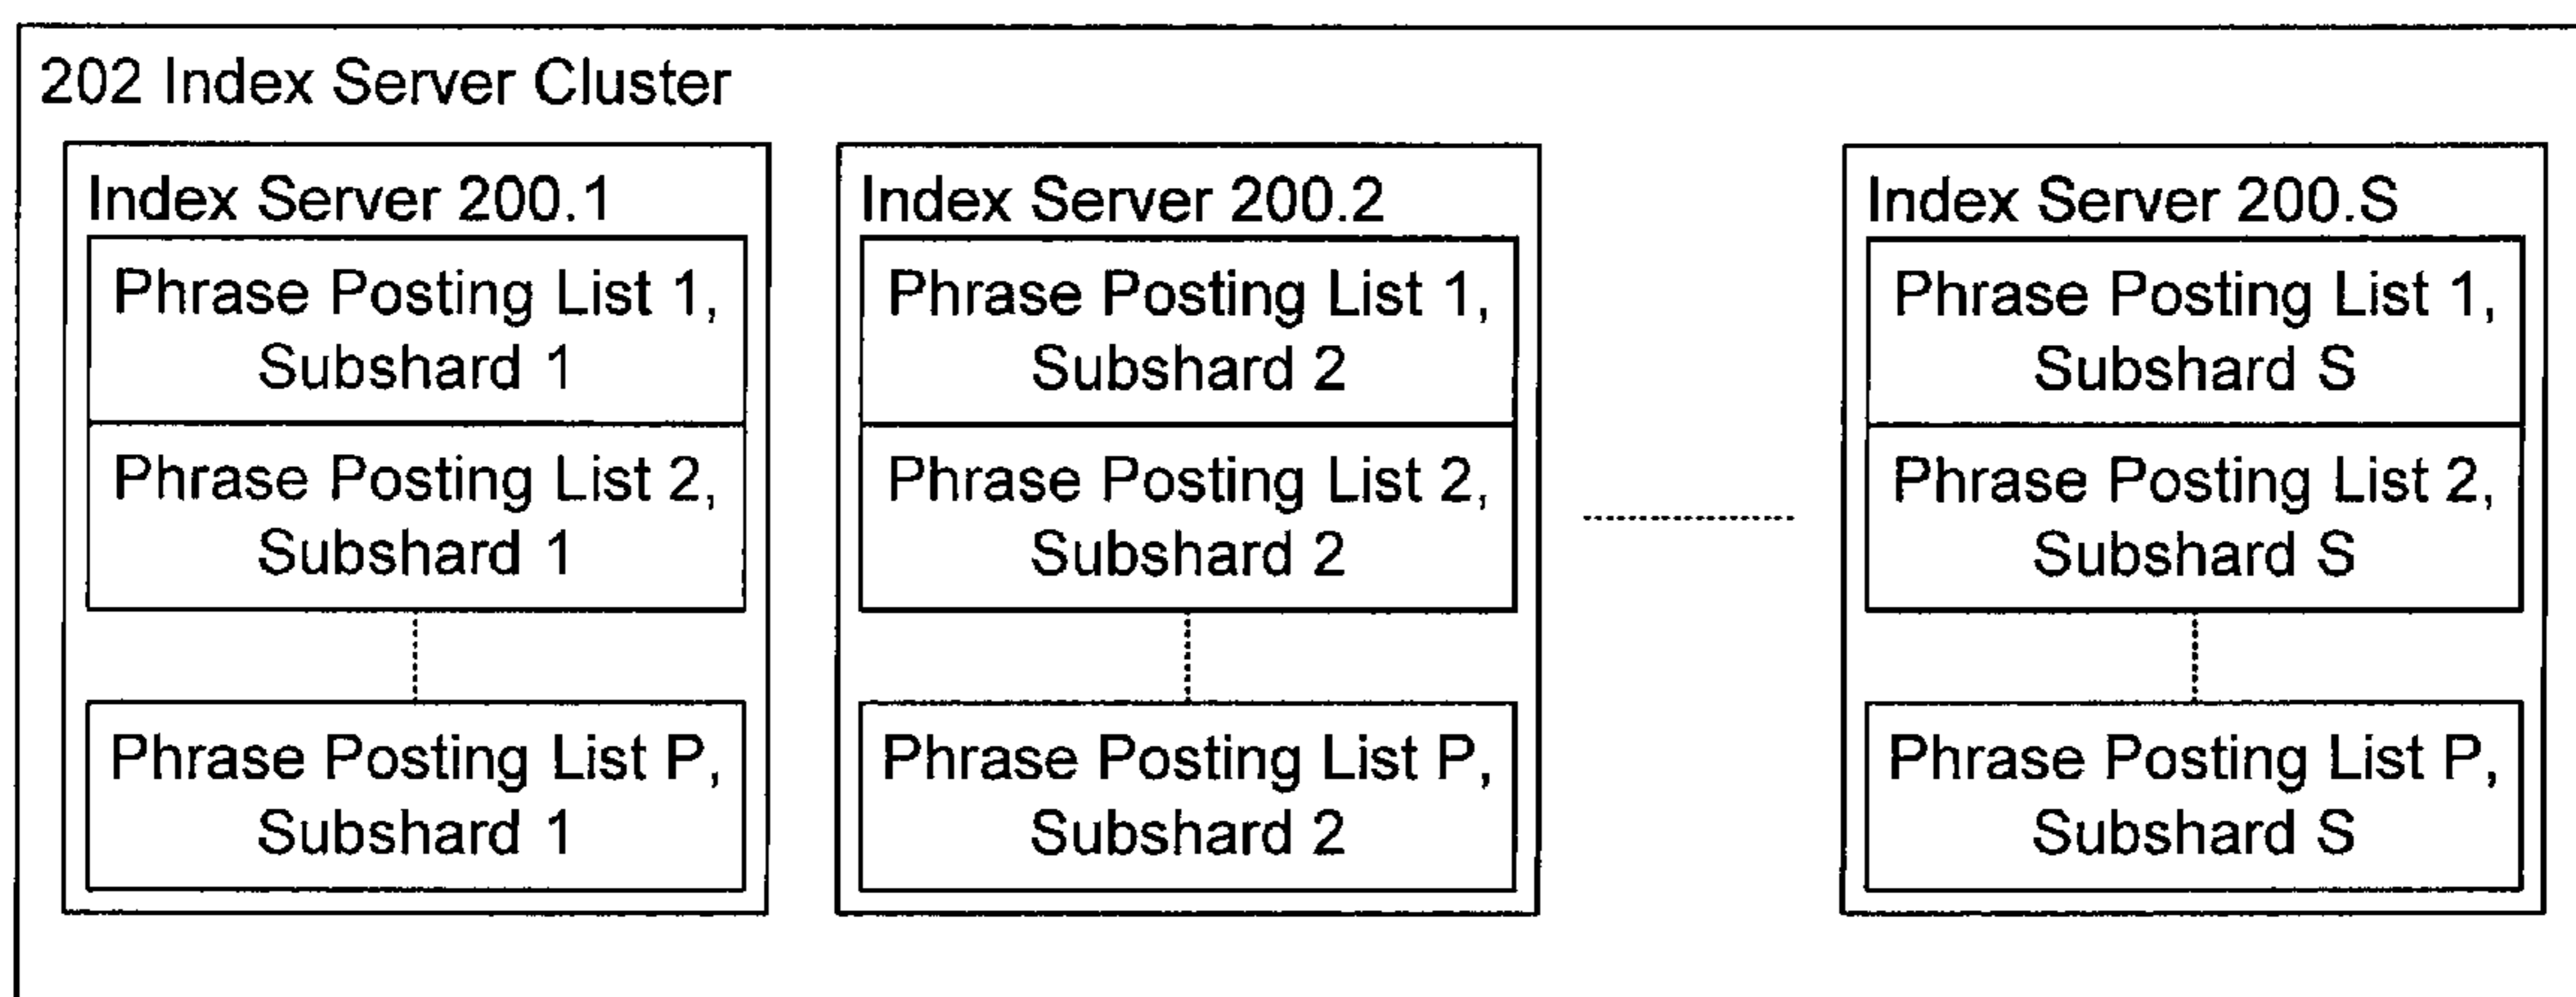 202 Index Server Cluster
Index Server 200.1
Phrase Posting List 1,
Subshard 1
Phrase Posting List 2,
Subshard 1
Phrase Posting List P,
Subshard 1
Index Server 200.2
Phrase Posting List 1,
Subshard 2
Phrase Posting List 2,
Subshard 2
Phrase Posting List P,
Subshard 2
Index Server 200.S
Phrase Posting List 1,
Subshard S
Phrase Posting List 2,
Subshard S
Phrase Posting List P,
Subshard S